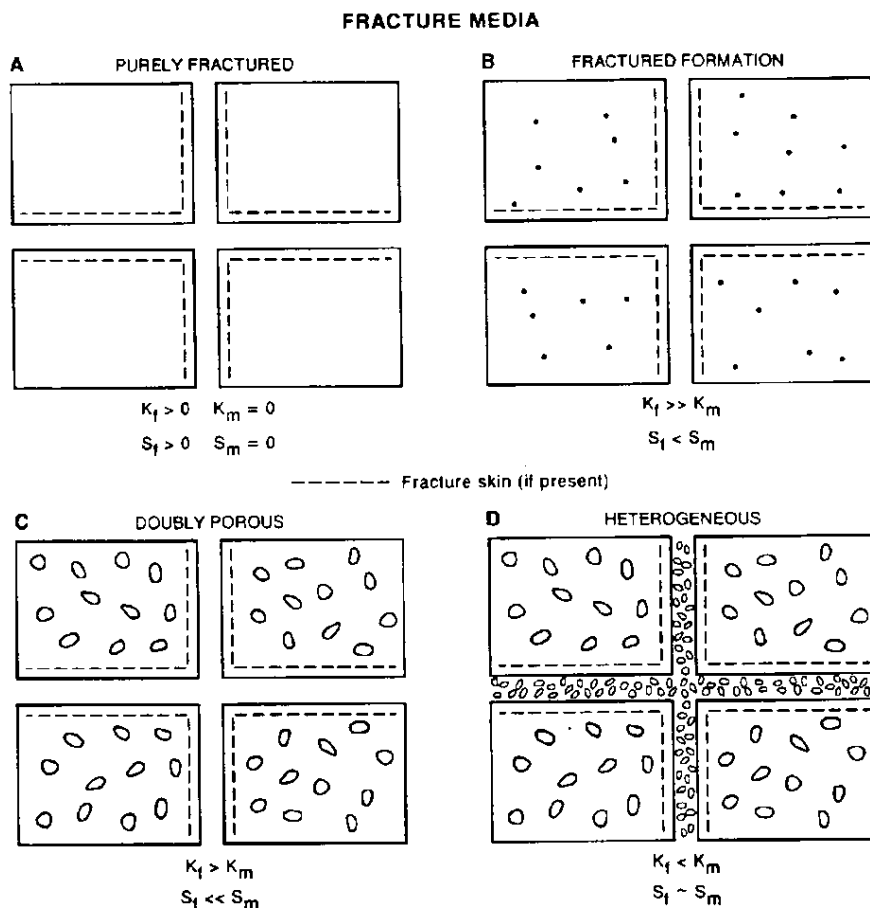 FRACTURE MEDIA
A PURELY FRACTURED
K_f > 0 K_m = 0
S_f > 0 S_m = 0
B FRACTURED FORMATION
K_f >> K_m
S_f < S_m
------- Fracture skin (if present)
C DOUBLY POROUS
K_f > K_m
S_f << S_m
D HETEROGENEOUS
K_f < K_m
S_f ~ S_m